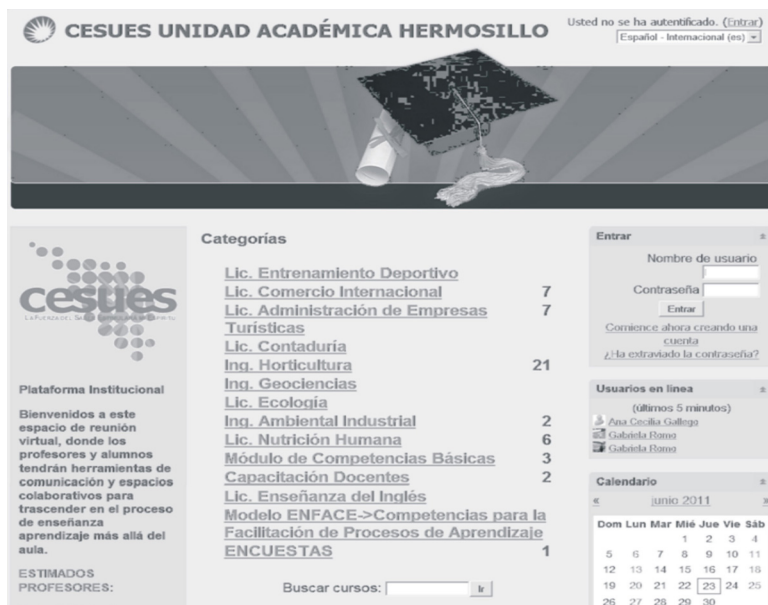 CESUES UNIDAD ACADÉMICA HERMOSILLO
Usted no se ha autentificado. (Entrar)
Español - Internacional (es)
cesues
Plataforma Institucional
Bienvenidos a este
espacio de reunión
virtual, donde los
profesores y alumnos
tendrán herramientas de
comunicación y espacios
colaborativos para
trascender en el proceso
de enseñanza
aprendizaje más allá del
aula.
ESTIMADOS
PROFESORES:
Categorías
Lic. Entrenamiento Deportivo
Lic. Comercio Internacional 7
Lic. Administración de Empresas 7
Turísticas
Lic. Contaduría
Ing. Horticultura 21
Ing. Geociencias
Lic. Ecología
Ing. Ambiental Industrial 2
Lic. Nutrición Humana 6
Módulo de Competencias Básicas 3
Capacitación Docentes 2
Lic. Enseñanza del Inglés
Modelo ENFACE->Competencias para la
Facilitación de Procesos de Aprendizaje
ENCUESTAS 1
Buscar cursos: Ir
Entrar
Nombre de usuario
Contraseña
Entrar
Comience ahora creando una
cuenta
¿Ha extraviado la contraseña?
Usuarios en línea
(últimos 5 minutos)
Ana Cecilia Gallego
Gabriela Romo
Gabriela Romo
Calendario
« junio 2011 »
Dom Lun Mar Mié Jue Vie Sáb
1 2 3 4
5 6 7 8 9 10 11
12 13 14 15 16 17 18
19 20 21 22 23 24 25
26 27 28 29 30